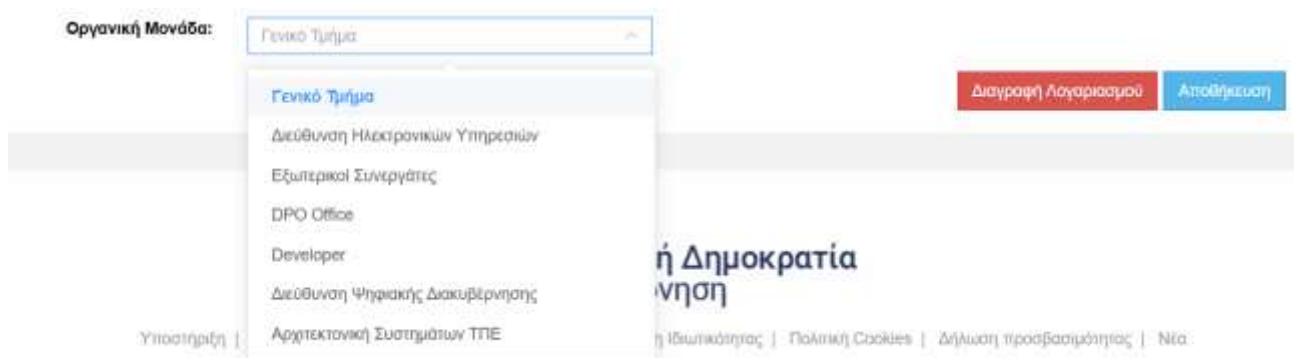 Οργανική Μονάδα:
Γενικό Τμήμα
Γενικό Τμήμα
Διαγραφή Λογαριασμού
Αποθήκευση
Διεύθυνση Ηλεκτρονικών Υπηρεσιών
Εξωτερικοί Συνεργάτες
DPO Office
Developer
ή Δημοκρατία
νηση
Διεύθυνση Ψηφιακής Διακυβέρνησης
Αρχιτεκτονική Συστημάτων ΤΠΕ
Υποστήριξη | η Ιδιωτικότητας | Πολιτική Cookies | Δήλωση προσβασιμότητας | Νέα